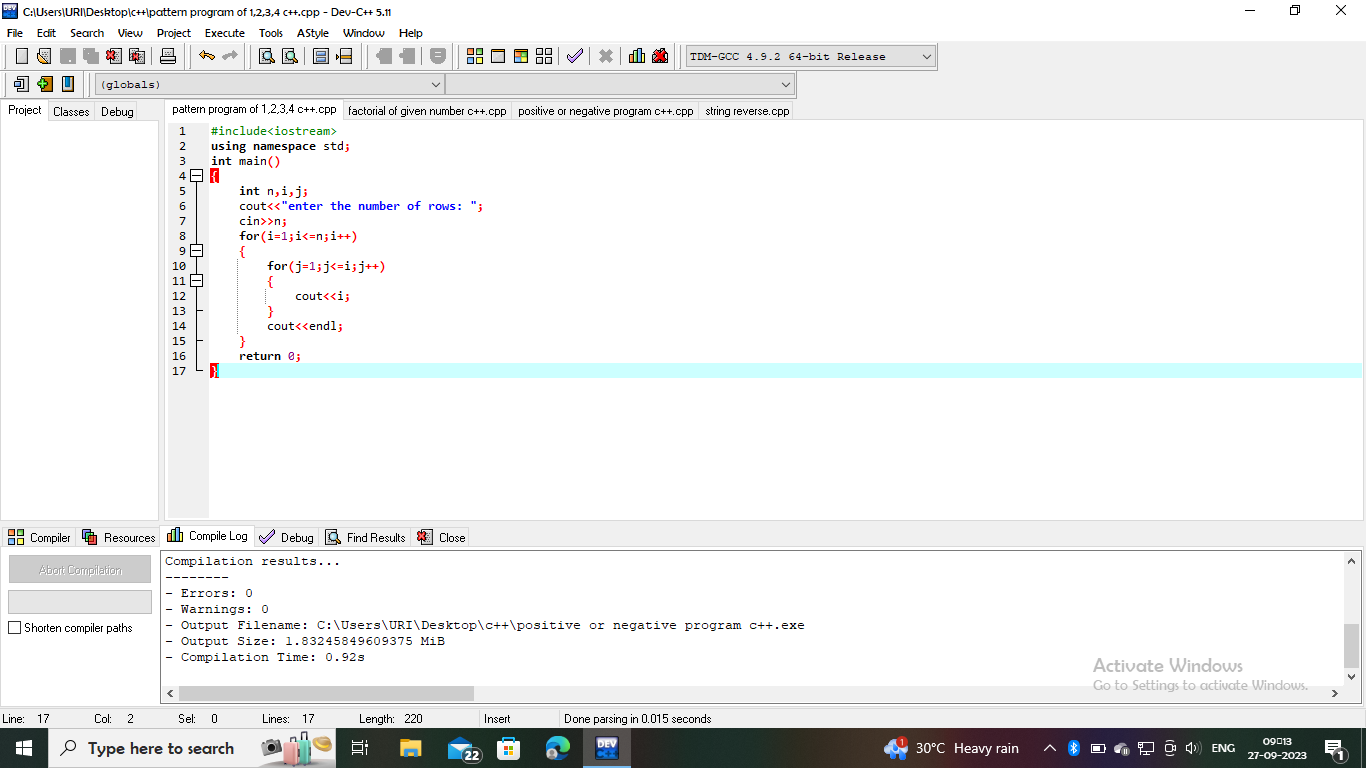 C:\Users\URI\Desktop\c++\pattern program of 1,2,3,4 c++.cpp - Dev-C++ 5.11
File Edit Search View Project Execute Tools AStyle Window Help
TDM-GCC 4.9.2 64-bit Release
(globals)
Project Classes Debug
pattern program of 1,2,3,4 c++.cpp factorial of given number c++.cpp positive or negative program c++.cpp string reverse.cpp
1 #include<iostream>
2 using namespace std;
3 int main()
4 {
5 int n,i,j;
6 cout<<"enter the number of rows: ";
7 cin>>n;
8 for(i=1;i<=n;i++)
9 {
10 for(j=1;j<=i;j++)
11 {
12 cout<<i;
13 }
14 cout<<endl;
15 }
16 return 0;
17 }
Compiler Resources Compile Log Debug Find Results Close
Abort Compilation
Shorten compiler paths
Compilation results...
--------
- Errors: 0
- Warnings: 0
- Output Filename: C:\Users\URI\Desktop\c++\positive or negative program c++.exe
- Output Size: 1.83245849609375 MiB
- Compilation Time: 0.92s
Activate Windows
Go to Settings to activate Windows.
Line: 17 Col: 2 Sel: 0 Lines: 17 Length: 220 Insert Done parsing in 0.015 seconds
Type here to search
22
DEV
1
30°C Heavy rain
ENG
09:13
27-09-2023
1